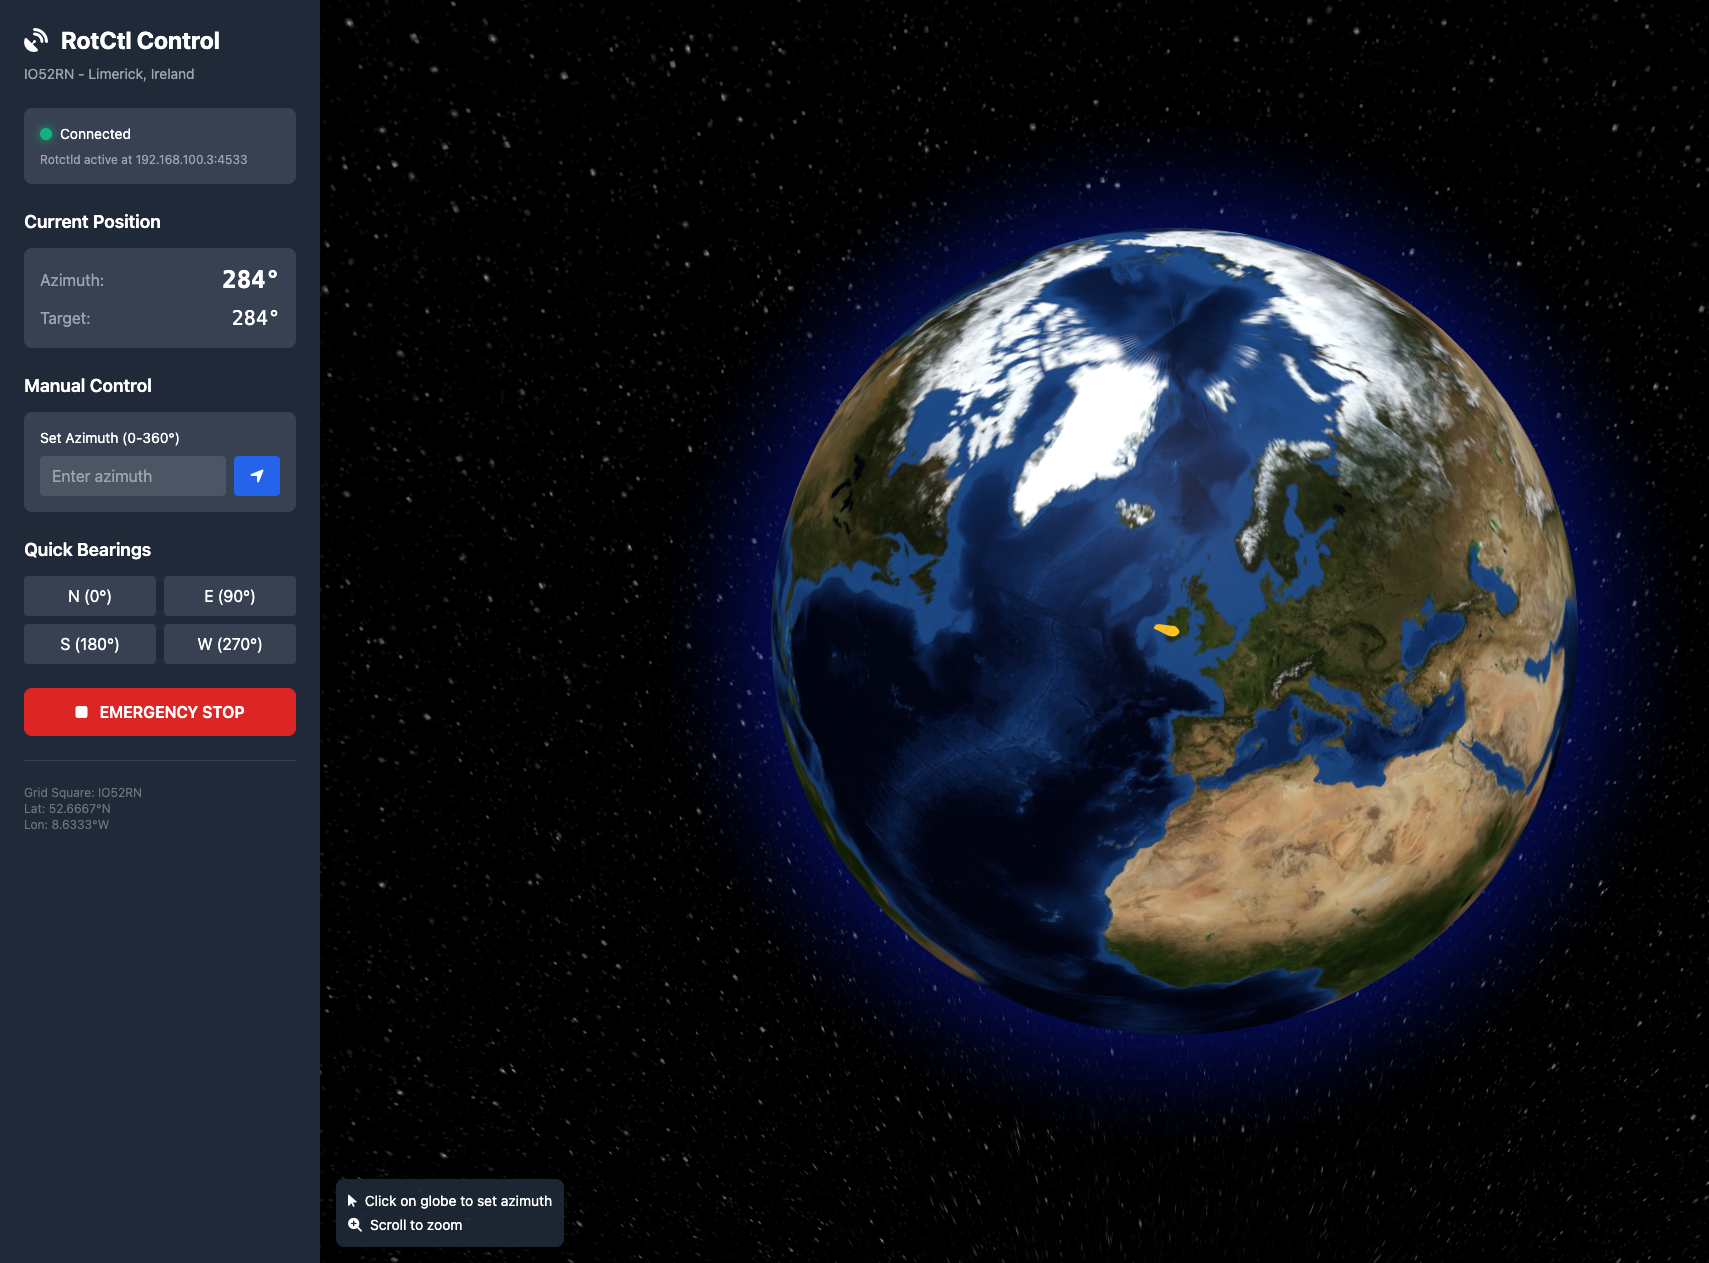 RotCtl Control
IO52RN - Limerick, Ireland
Connected
Rotctld active at 192.168.100.3:4533
Current Position
Azimuth: 284°
Target: 284°
Manual Control
Set Azimuth (0-360°)
Enter azimuth
Quick Bearings
N (0°) E (90°)
S (180°) W (270°)
EMERGENCY STOP
Grid Square: IO52RN
Lat: 52.6667°N
Lon: 8.6333°W
Click on globe to set azimuth
Scroll to zoom